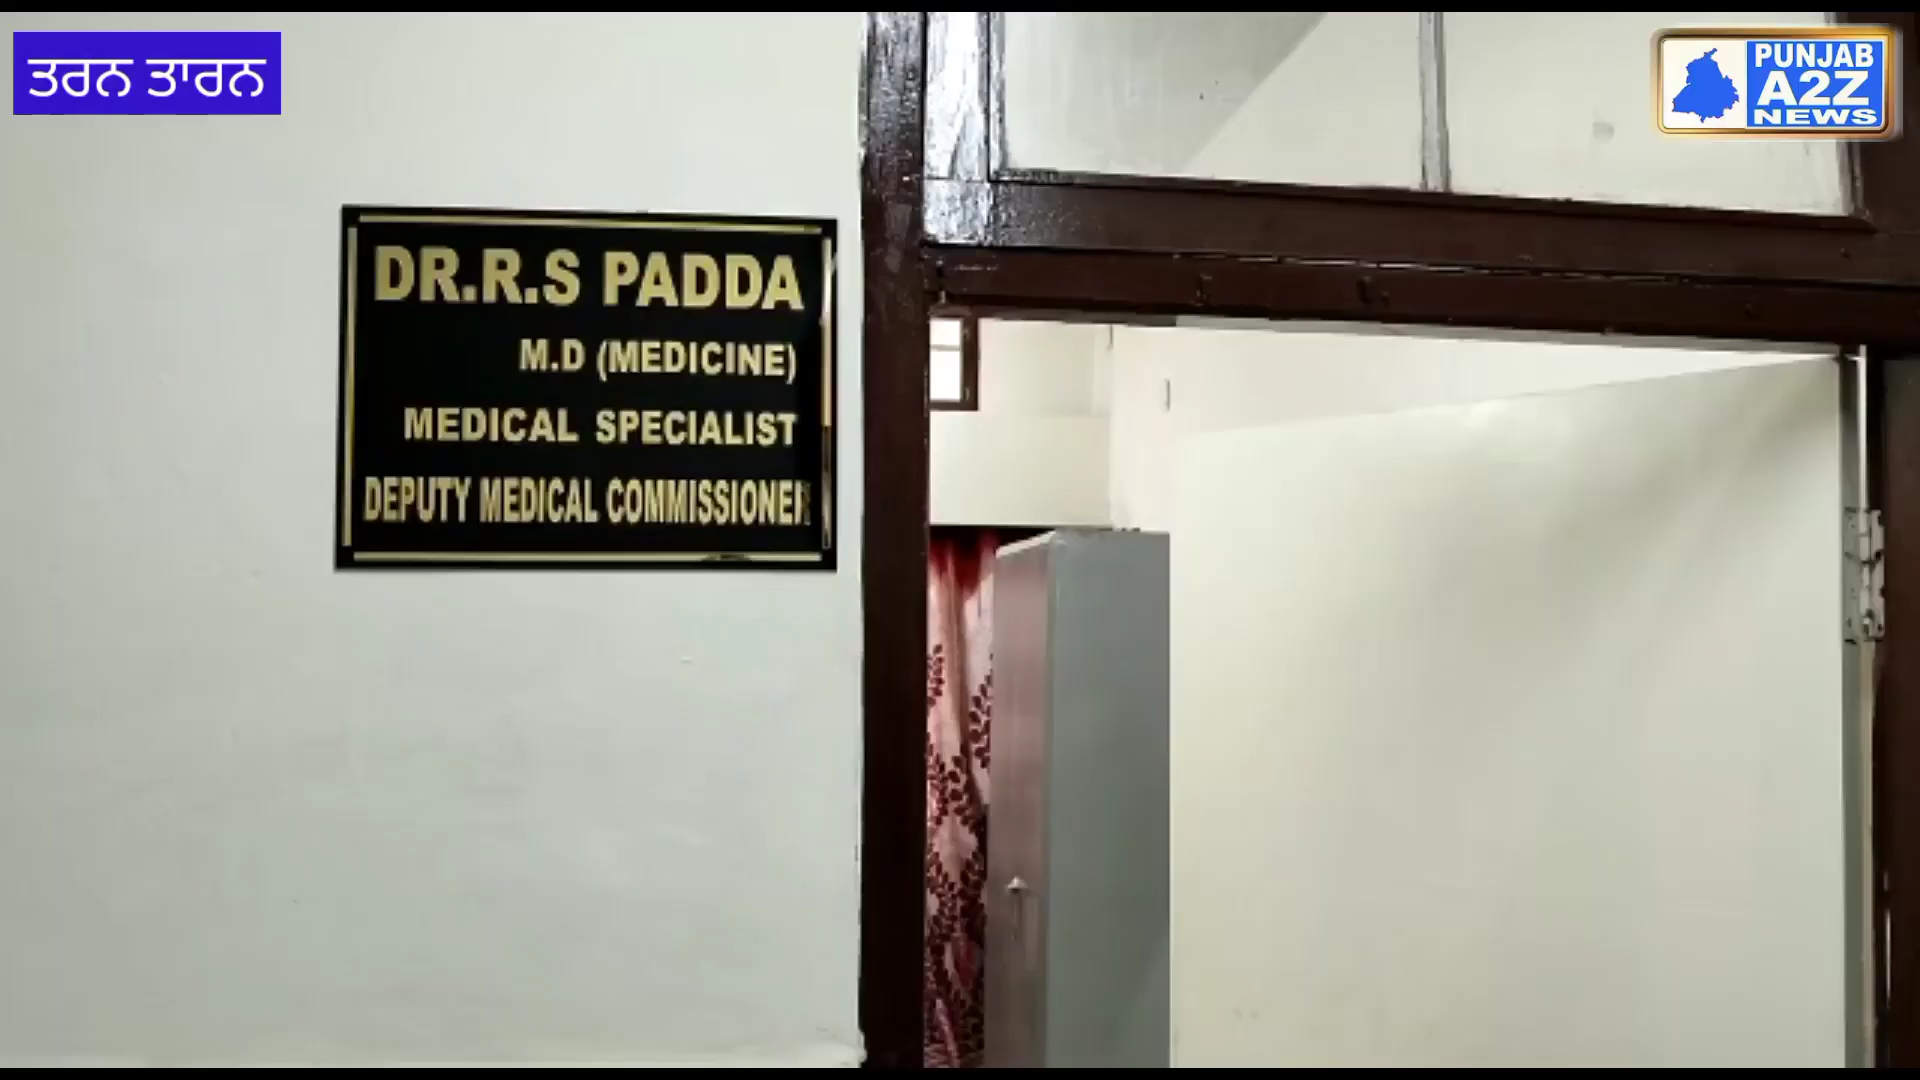 ਤਰਨ ਤਾਰਨ
PUNJAB
A2Z
NEWS
DR.R.S PADDA
M.D (MEDICINE)
MEDICAL SPECIALIST
DEPUTY MEDICAL COMMISSIONER